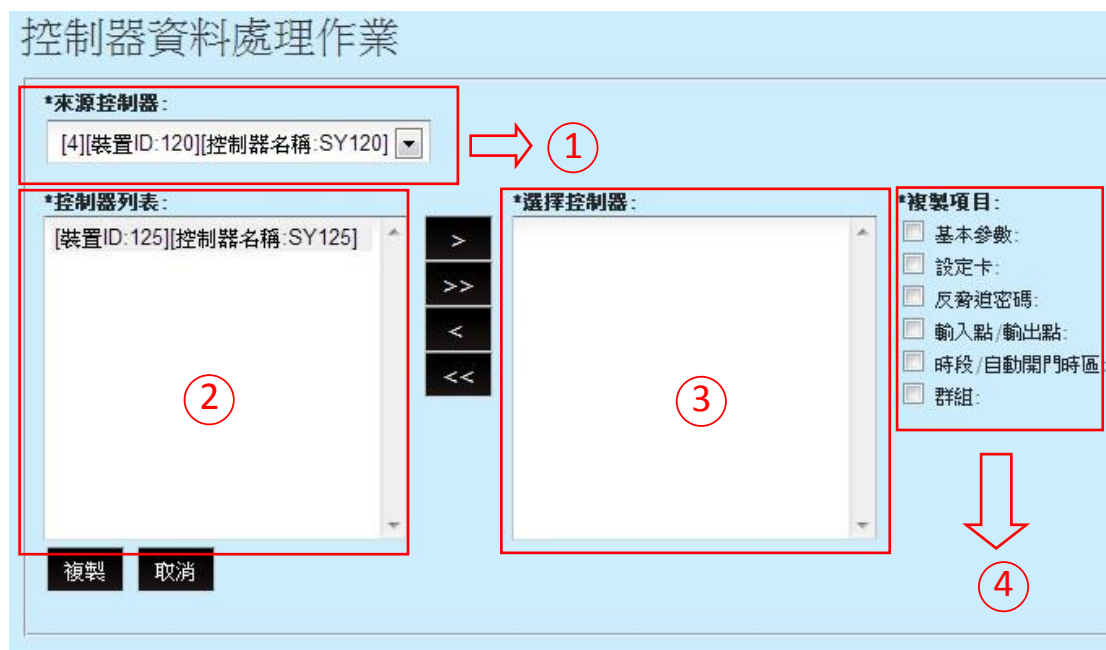 控制器資料處理作業
*來源控制器:
[4][裝置ID:120][控制器名稱:SY120]
①
*控制器列表:
[裝置ID:125][控制器名稱:SY125]
②
>
>>
<
<<
*選擇控制器:
③
*複製項目:
基本參數:
設定卡:
反脅迫密碼:
輸入點/輸出點:
時段/自動開門時區:
群組:
④
複製 取消